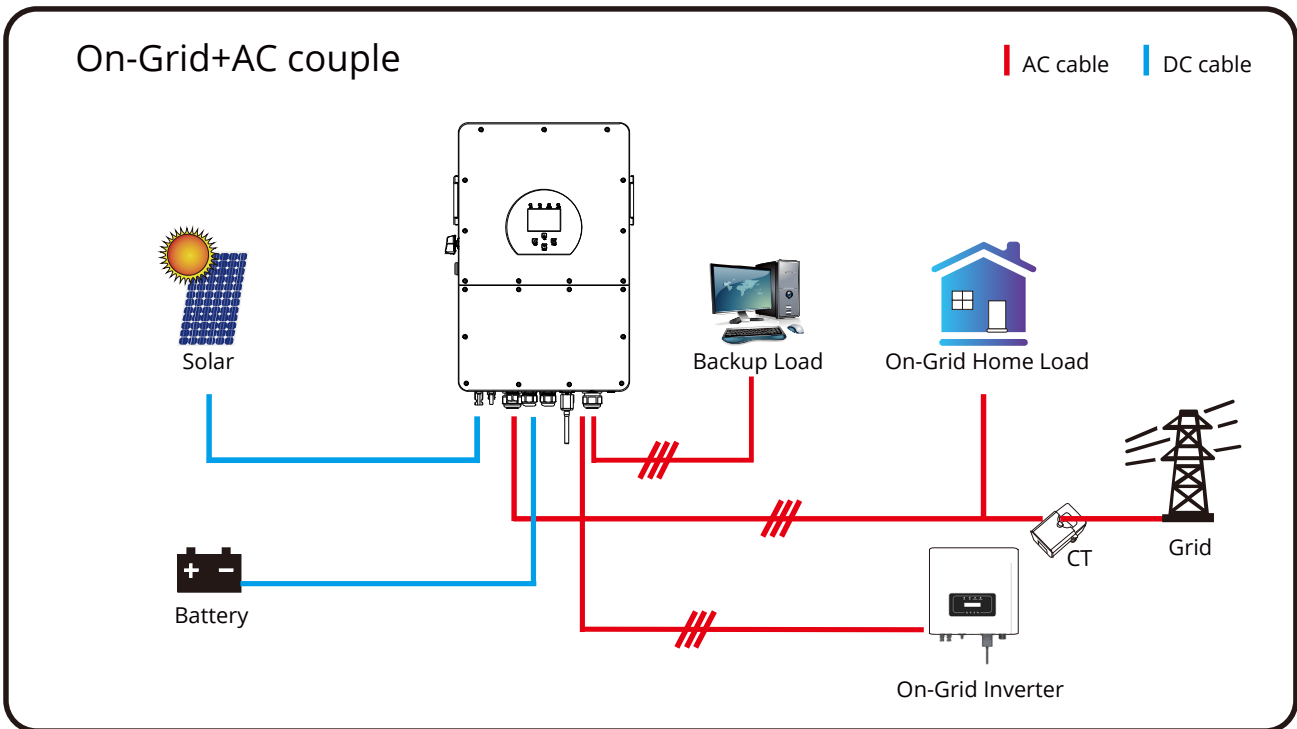 On-Grid+AC couple
AC cable
DC cable
Solar
Backup Load
On-Grid Home Load
CT
Grid
Battery
On-Grid Inverter